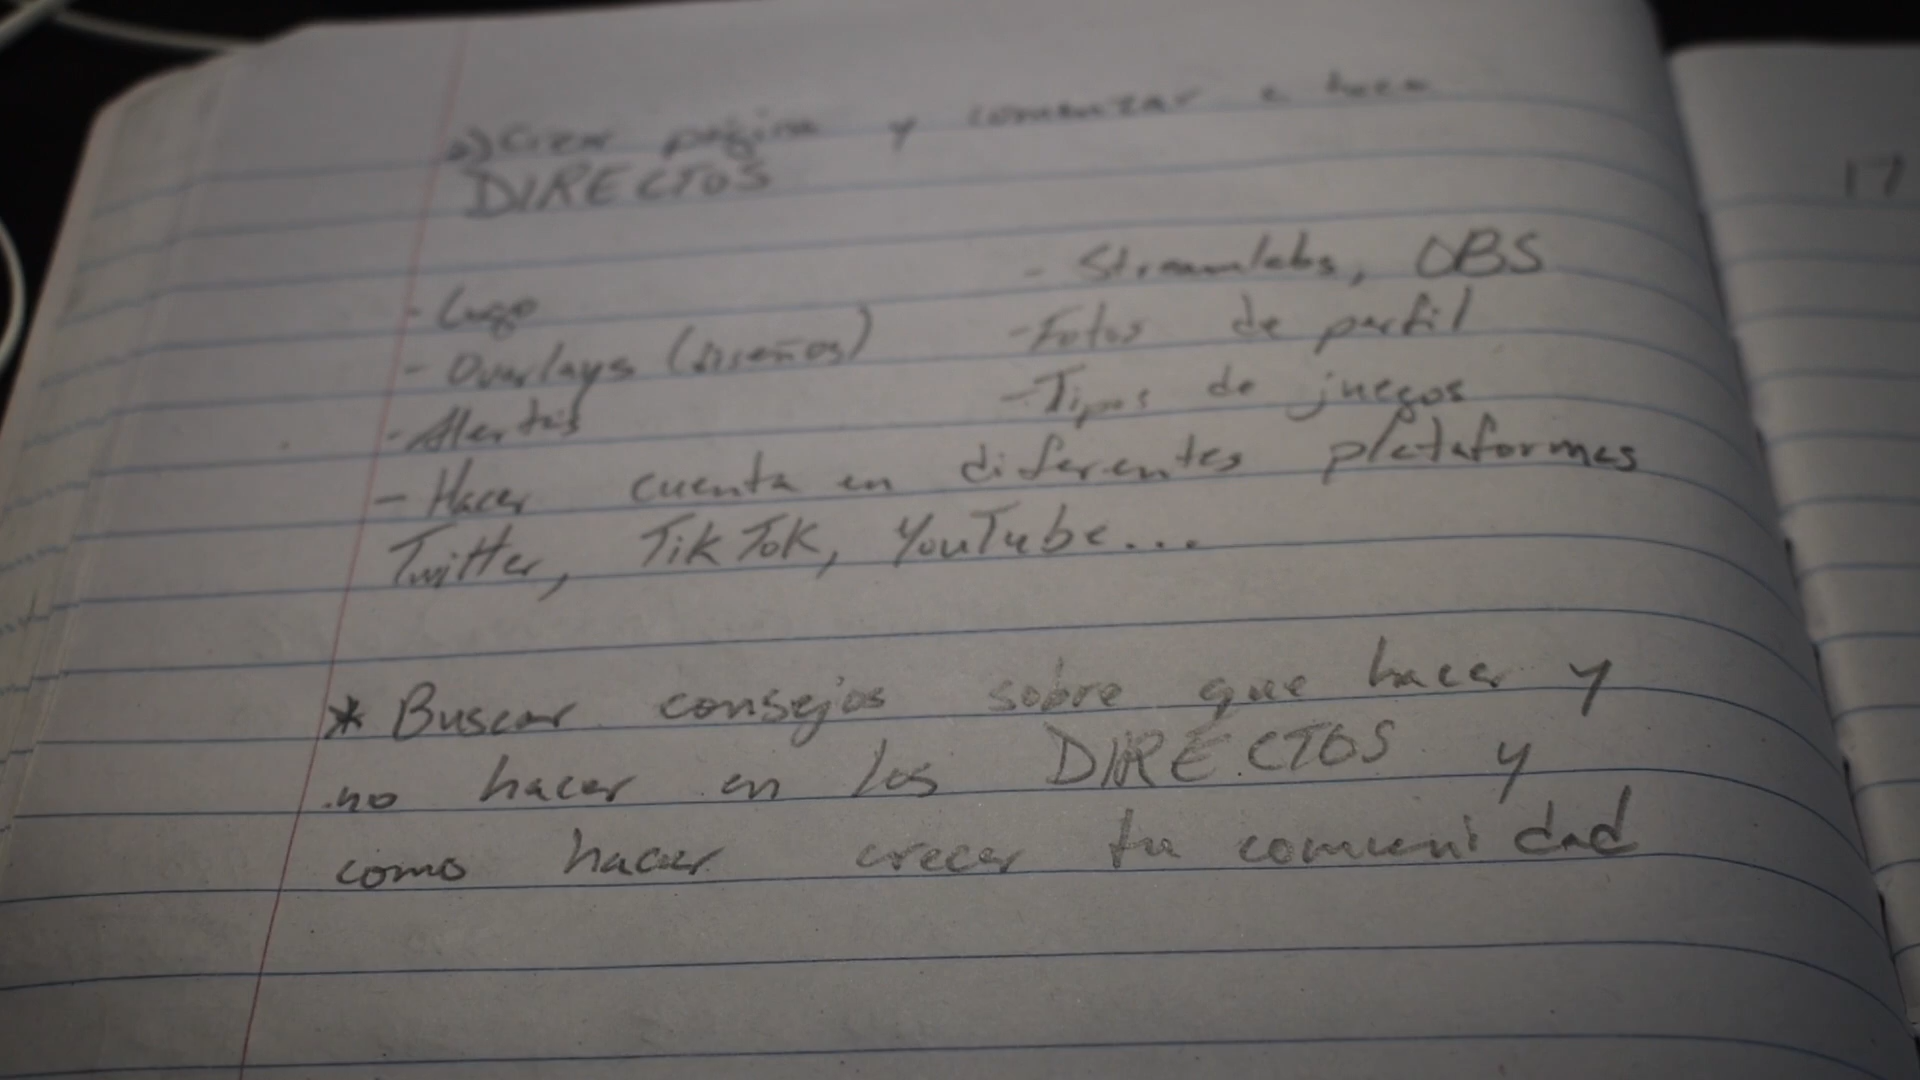 a) Crear página y comenzar a hacer
DIRECTOS
- Logo
- Overlays (Diseños)
- Alertas
- Streamlabs, OBS
- Fotos de perfil
- Tipos de juegos
- Hacer cuenta en diferentes plataformas
Twitter, TikTok, YouTube...
* Buscar consejos sobre que hacer y
no hacer en los DIRECTOS y
como hacer crecer tu comunidad
17